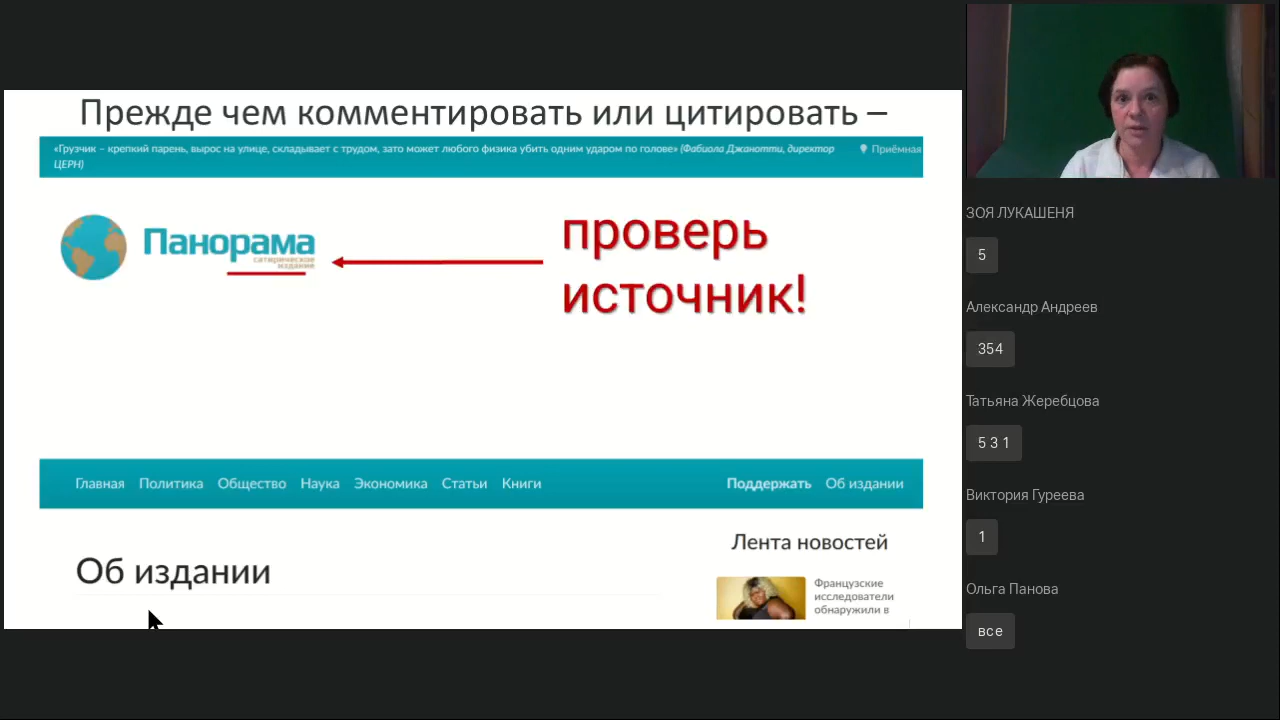 Прежде чем комментировать или цитировать –
«Грузчик – крепкий парень, вырос на улице, складывает с трудом, зато может любого физика убить одним ударом по голове» (Фабиола Джанотти, директор
ЦЕРН)
Приёмная
Панорама
сатирическое
издание
проверь
источник!
Главная Политика Общество Наука Экономика Статьи Книги
Поддержать Об издании
Об издании
Лента новостей
Французские
исследователи
обнаружили в
ЗОЯ ЛУКАШЕНЯ
5
Александр Андреев
354
Татьяна Жеребцова
5 3 1
Виктория Гуреева
1
Ольга Панова
все